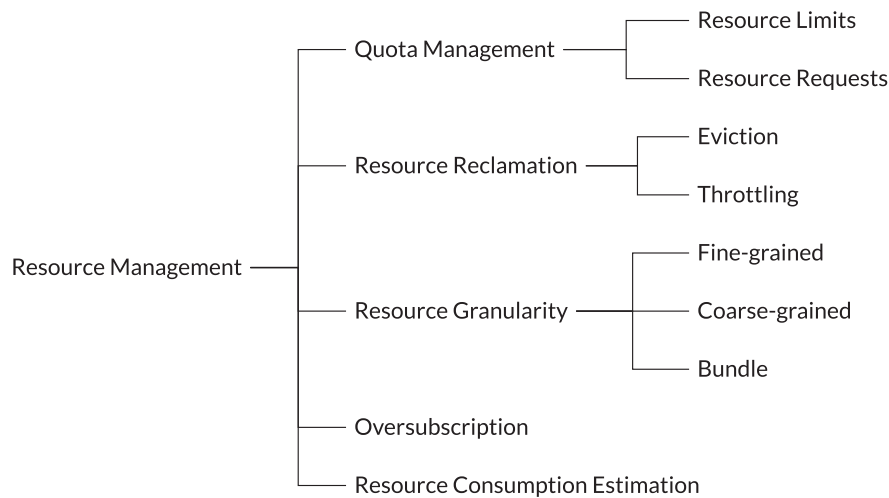 Resource Management
Quota Management
Resource Limits
Resource Requests
Resource Reclamation
Eviction
Throttling
Resource Granularity
Fine-grained
Coarse-grained
Bundle
Oversubscription
Resource Consumption Estimation